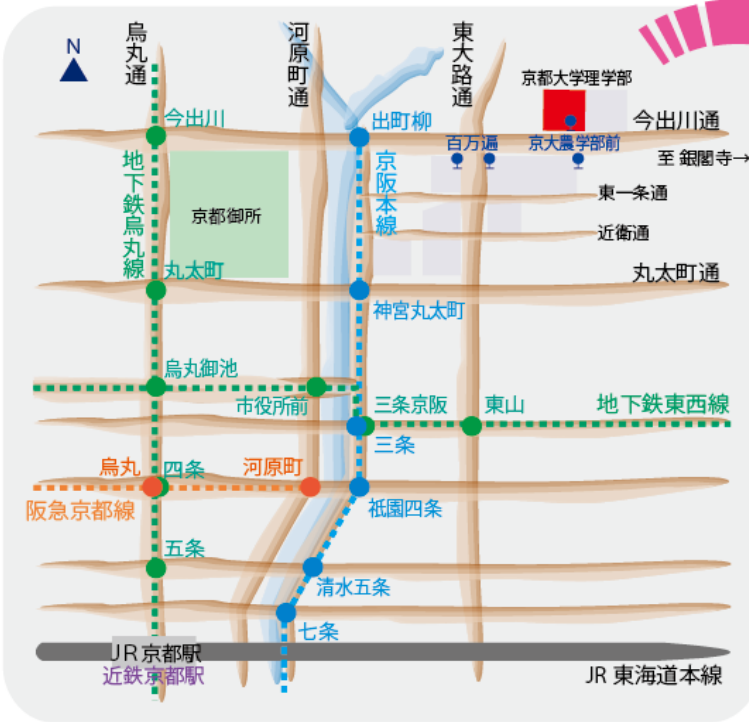 N
烏丸通
河原町通
東大路通
京都大学理学部
今出川
出町柳
今出川通
百万遍
京大農学部前
至 銀閣寺→
地下鉄烏丸線
京阪本線
東一条通
京都御所
近衛通
丸太町
丸太町通
神宮丸太町
烏丸御池
市役所前
三条京阪
東山
地下鉄東西線
三条
烏丸
四条
河原町
阪急京都線
祇園四条
五条
清水五条
七条
JR 京都駅
近鉄京都駅
JR 東海道本線